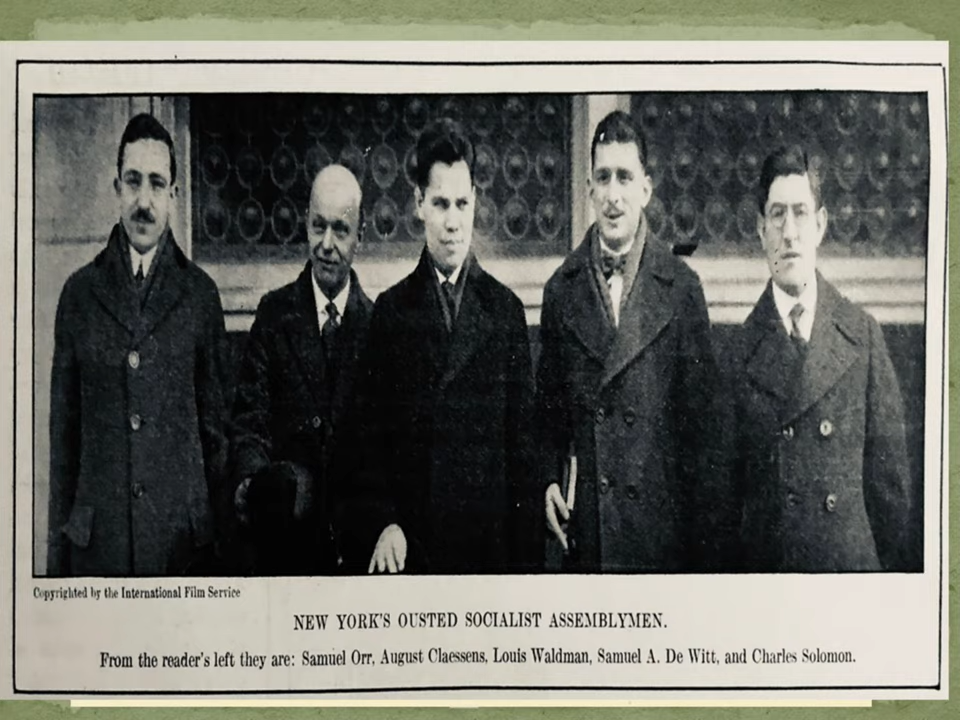 Copyrighted by the International Film Service
NEW YORK'S OUSTED SOCIALIST ASSEMBLYMEN.
From the reader's left they are: Samuel Orr, August Claessens, Louis Waldman, Samuel A. De Witt, and Charles Solomon.